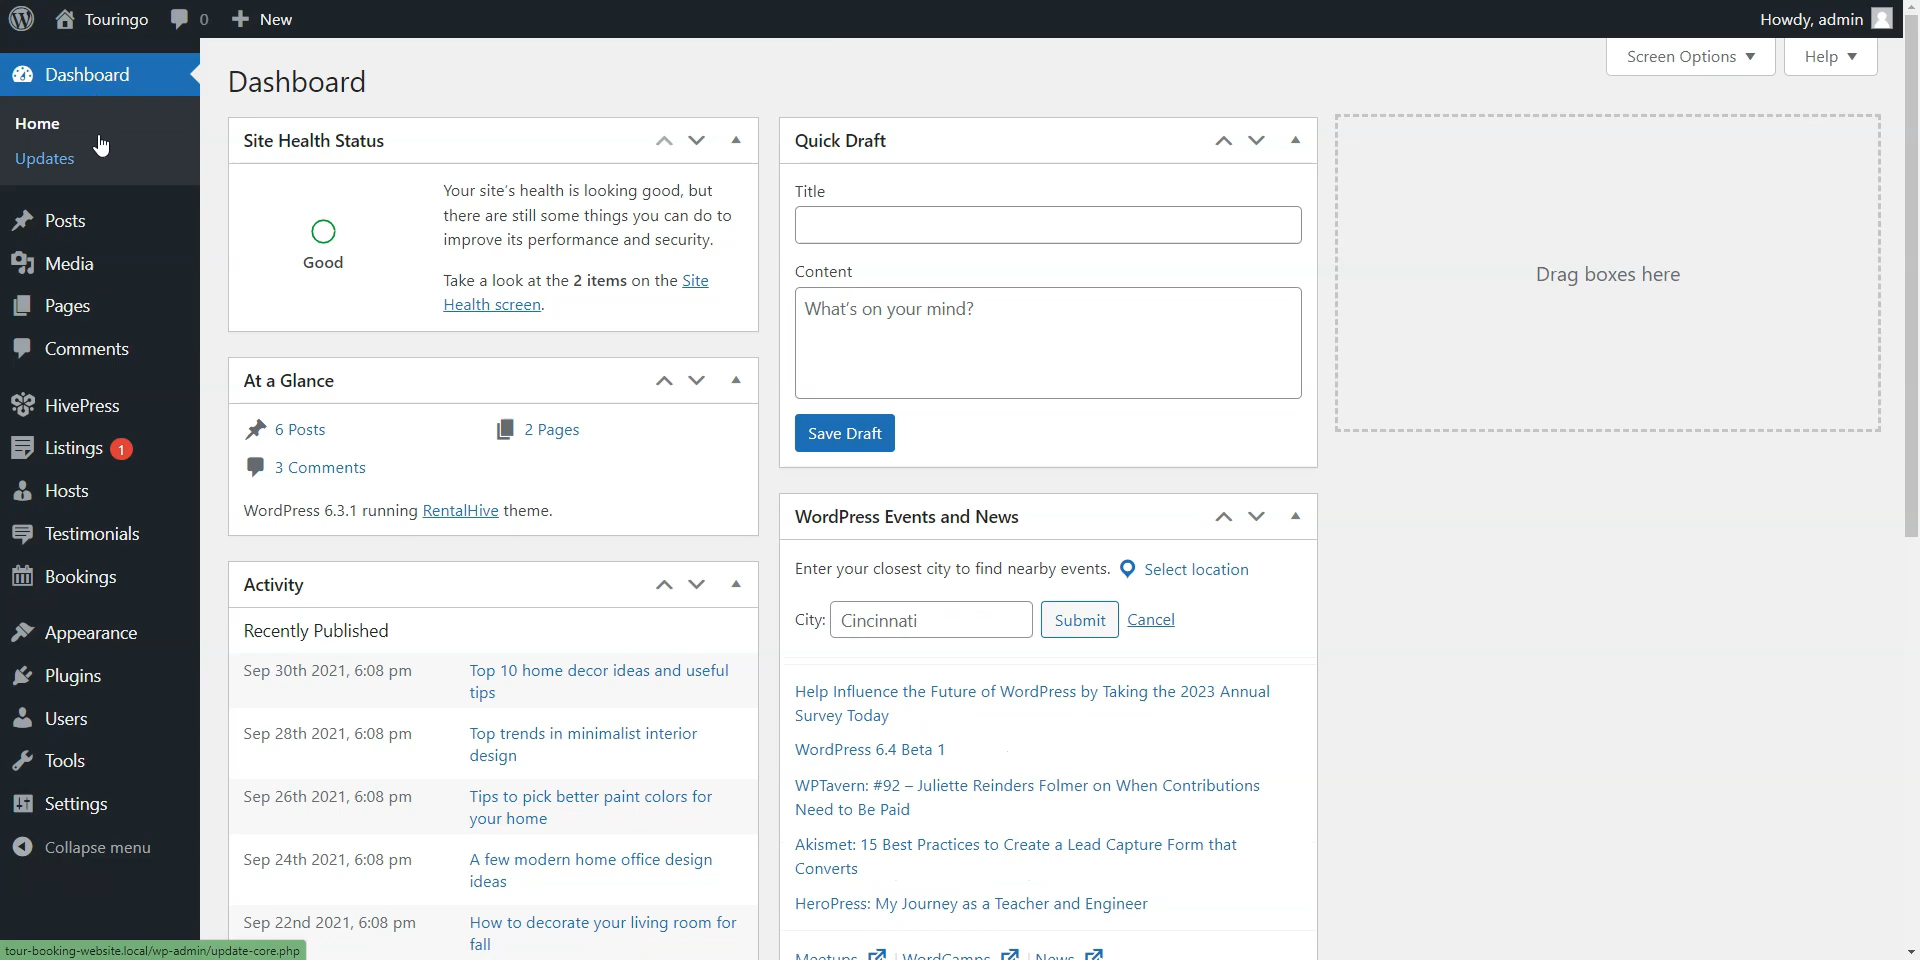 Touringo 0 New Howdy, admin
Screen Options Help
Dashboard
Home
Updates
Posts
Media
Pages
Comments
HivePress
Listings 1
Hosts
Testimonials
Bookings
Appearance
Plugins
Users
Tools
Settings
Collapse menu
Dashboard
Site Health Status
Good
Your site's health is looking good, but
there are still some things you can do to
improve its performance and security.
Take a look at the 2 items on the Site
Health screen.
At a Glance
6 Posts 2 Pages
3 Comments
WordPress 6.3.1 running RentalHive theme.
Activity
Recently Published
Sep 30th 2021, 6:08 pm Top 10 home decor ideas and useful
tips
Sep 28th 2021, 6:08 pm Top trends in minimalist interior
design
Sep 26th 2021, 6:08 pm Tips to pick better paint colors for
your home
Sep 24th 2021, 6:08 pm A few modern home office design
ideas
Sep 22nd 2021, 6:08 pm How to decorate your living room for
fall
Quick Draft
Title
Content
What's on your mind?
Save Draft
WordPress Events and News
Enter your closest city to find nearby events. Select location
City: Cincinnati Submit Cancel
Help Influence the Future of WordPress by Taking the 2023 Annual
Survey Today
WordPress 6.4 Beta 1
WPTavern: #92 – Juliette Reinders Folmer on When Contributions
Need to Be Paid
Akismet: 15 Best Practices to Create a Lead Capture Form that
Converts
HeroPress: My Journey as a Teacher and Engineer
Meetups | WordCamps | News
Drag boxes here
tour-booking-website.local/wp-admin/update-core.php